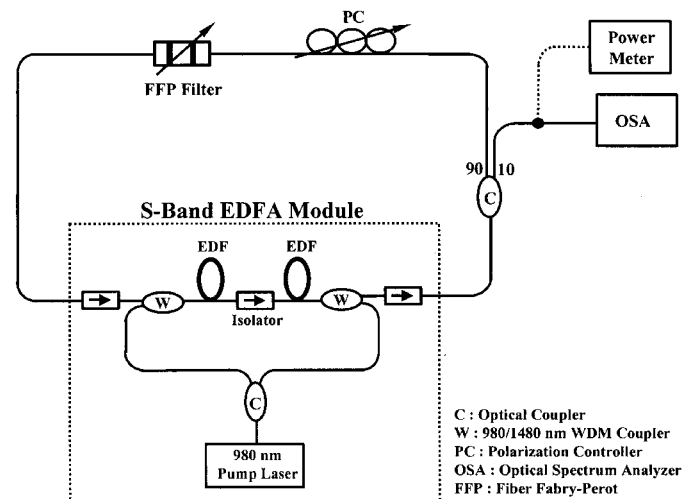 PC
FFP Filter
Power
Meter
OSA
90
10
C
S-Band EDFA Module
EDF
EDF
W
W
Isolator
C
980 nm
Pump Laser
C : Optical Coupler
W : 980/1480 nm WDM Coupler
PC : Polarization Controller
OSA : Optical Spectrum Analyzer
FFP : Fiber Fabry-Perot